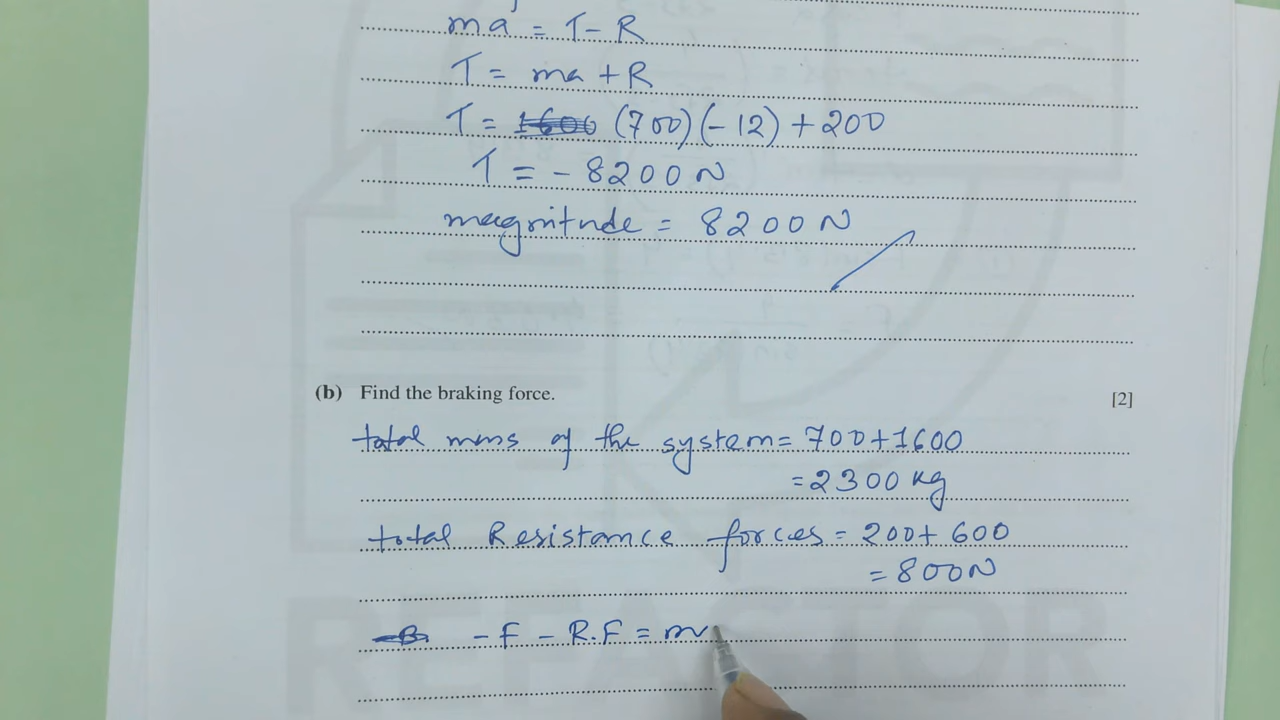 ma = T - R
T = ma + R
T = 1600 (700)(-12) + 200
T = - 8200 N
magnitude = 8200 N
(b) Find the braking force. [2]
total mass of the system = 700+1600
= 2300 kg
total Resistance forces = 200+ 600
= 800N
- F - R.F = m
REFACTOR